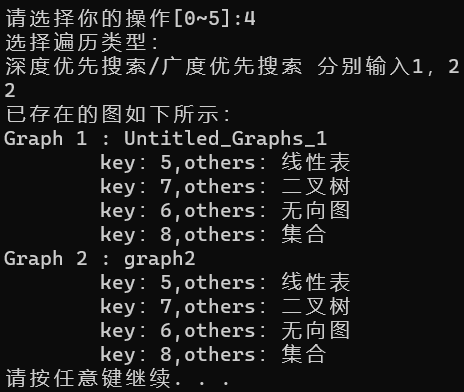 请选择你的操作[0~5]:4
选择遍历类型：
深度优先搜索/广度优先搜索 分别输入1，2
2
已存在的图如下所示：
Graph 1 : Untitled_Graphs_1
key: 5,others: 线性表
key: 7,others: 二叉树
key: 6,others: 无向图
key: 8,others: 集合
Graph 2 : graph2
key: 5,others: 线性表
key: 7,others: 二叉树
key: 6,others: 无向图
key: 8,others: 集合
请按任意键继续. . .